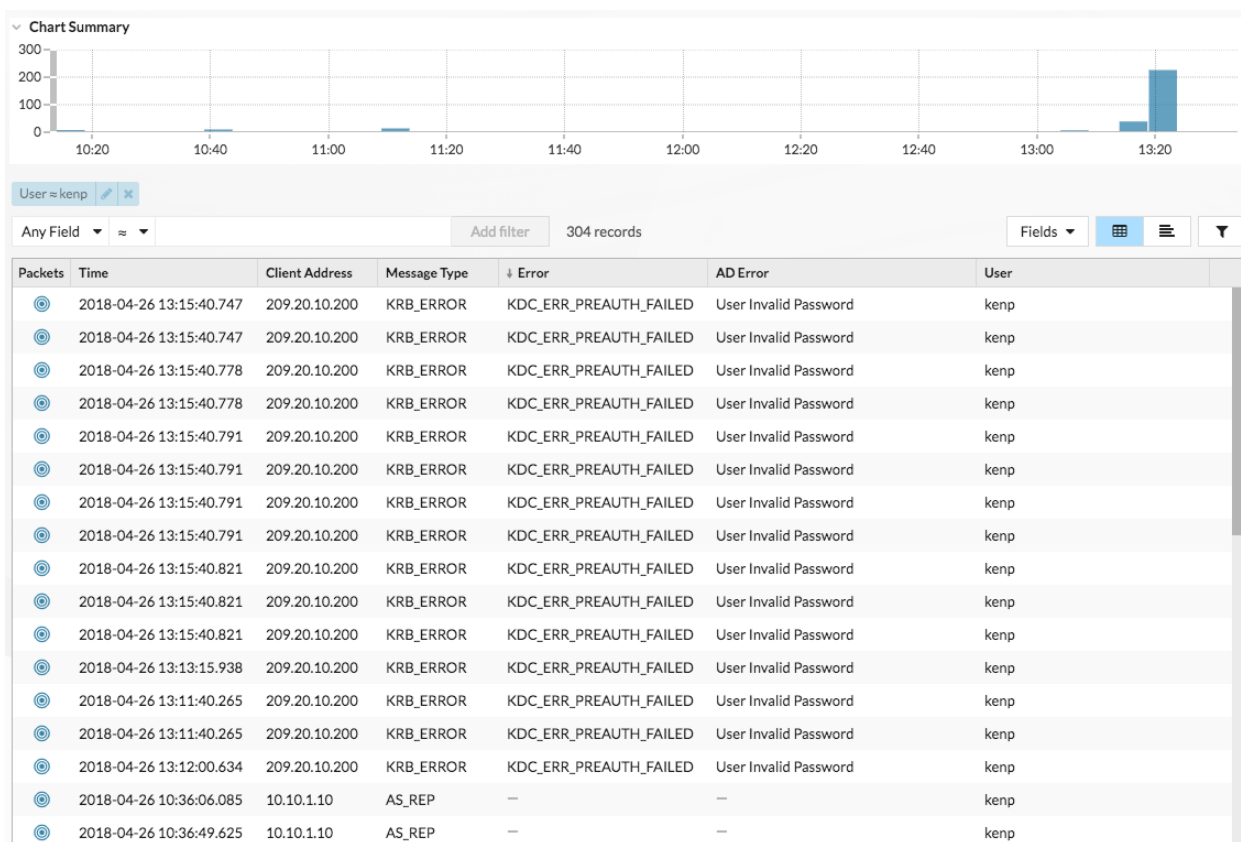 Chart Summary
300
200
100
0
10:20 10:40 11:00 11:20 11:40 12:00 12:20 12:40 13:00 13:20
User ≈ kenp
Any Field ≈ Add filter 304 records Fields
Packets Time Client Address Message Type ↓ Error AD Error User
2018-04-26 13:15:40.747 209.20.10.200 KRB_ERROR KDC_ERR_PREAUTH_FAILED User Invalid Password kenp
2018-04-26 13:15:40.747 209.20.10.200 KRB_ERROR KDC_ERR_PREAUTH_FAILED User Invalid Password kenp
2018-04-26 13:15:40.778 209.20.10.200 KRB_ERROR KDC_ERR_PREAUTH_FAILED User Invalid Password kenp
2018-04-26 13:15:40.778 209.20.10.200 KRB_ERROR KDC_ERR_PREAUTH_FAILED User Invalid Password kenp
2018-04-26 13:15:40.791 209.20.10.200 KRB_ERROR KDC_ERR_PREAUTH_FAILED User Invalid Password kenp
2018-04-26 13:15:40.791 209.20.10.200 KRB_ERROR KDC_ERR_PREAUTH_FAILED User Invalid Password kenp
2018-04-26 13:15:40.791 209.20.10.200 KRB_ERROR KDC_ERR_PREAUTH_FAILED User Invalid Password kenp
2018-04-26 13:15:40.791 209.20.10.200 KRB_ERROR KDC_ERR_PREAUTH_FAILED User Invalid Password kenp
2018-04-26 13:15:40.821 209.20.10.200 KRB_ERROR KDC_ERR_PREAUTH_FAILED User Invalid Password kenp
2018-04-26 13:15:40.821 209.20.10.200 KRB_ERROR KDC_ERR_PREAUTH_FAILED User Invalid Password kenp
2018-04-26 13:15:40.821 209.20.10.200 KRB_ERROR KDC_ERR_PREAUTH_FAILED User Invalid Password kenp
2018-04-26 13:13:15.938 209.20.10.200 KRB_ERROR KDC_ERR_PREAUTH_FAILED User Invalid Password kenp
2018-04-26 13:11:40.265 209.20.10.200 KRB_ERROR KDC_ERR_PREAUTH_FAILED User Invalid Password kenp
2018-04-26 13:11:40.265 209.20.10.200 KRB_ERROR KDC_ERR_PREAUTH_FAILED User Invalid Password kenp
2018-04-26 13:12:00.634 209.20.10.200 KRB_ERROR KDC_ERR_PREAUTH_FAILED User Invalid Password kenp
2018-04-26 10:36:06.085 10.10.1.10 AS_REP — — kenp
2018-04-26 10:36:49.625 10.10.1.10 AS_REP — — kenp